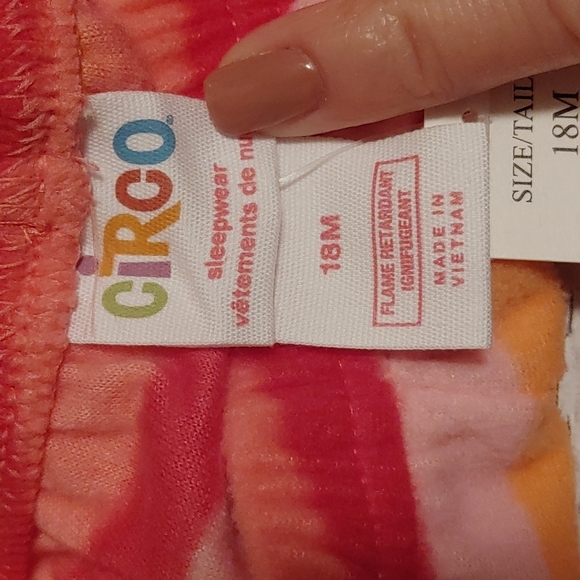 CiRCO
sleepwear
vêtements de nu
18M
FLAME RETARDANT
IGNIFUGEANT
MADE IN
VIETNAM
SIZE/TAIL
18M